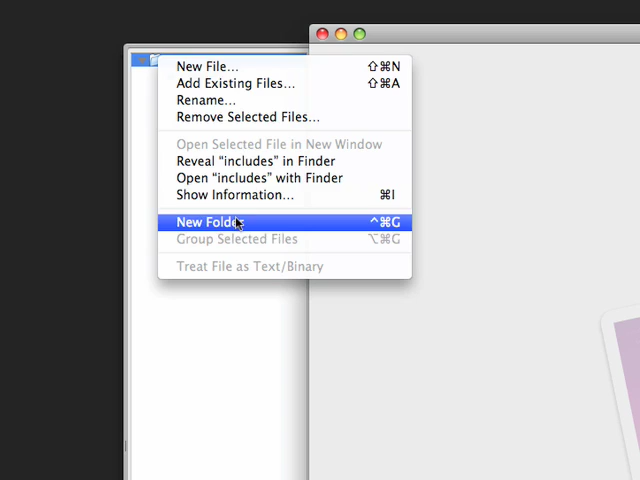 New File... ⇧⌘N
Add Existing Files... ⇧⌘A
Rename...
Remove Selected Files...
Open Selected File in New Window
Reveal “includes” in Finder
Open “includes” with Finder
Show Information... ⌘I
New Folder ^⌘G
Group Selected Files ⌥⌘G
Treat File as Text/Binary